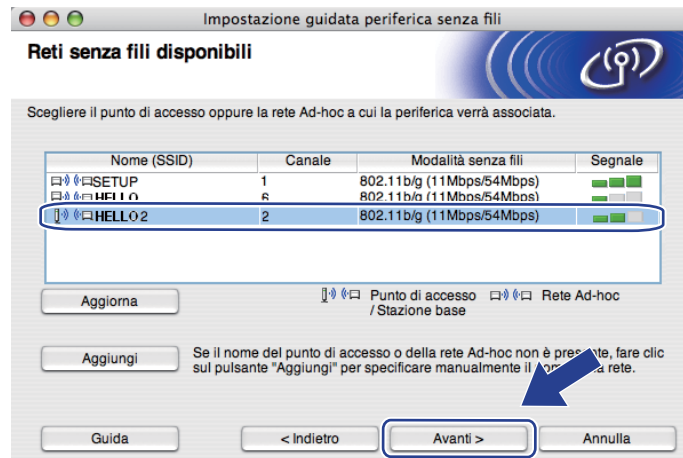 Impostazione guidata periferica senza fili
Reti senza fili disponibili
Scegliere il punto di accesso oppure la rete Ad-hoc a cui la periferica verrà associata.
Nome (SSID) Canale Modalità senza fili Segnale
SETUP 1 802.11b/g (11Mbps/54Mbps)
HELLO 6 802.11b/g (11Mbps/54Mbps)
HELLO2 2 802.11b/g (11Mbps/54Mbps)
Aggiorna
Punto di accesso
/ Stazione base
Rete Ad-hoc
Aggiungi
Se il nome del punto di accesso o della rete Ad-hoc non è presente, fare clic
sul pulsante "Aggiungi" per specificare manualmente il rete.
Guida < Indietro Avanti > Annulla